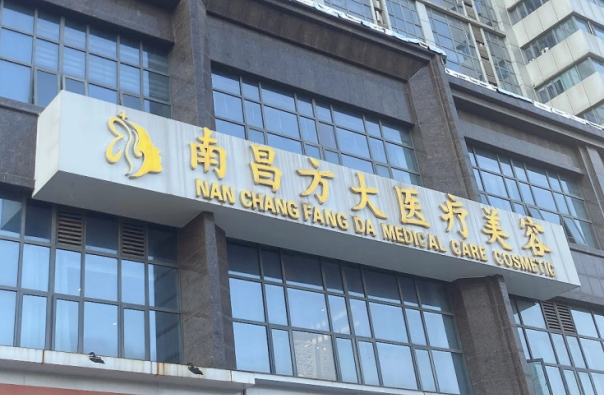 南昌方大医疗美容
NAN CHANG FANG DA MEDICAL CARE COSMETIC